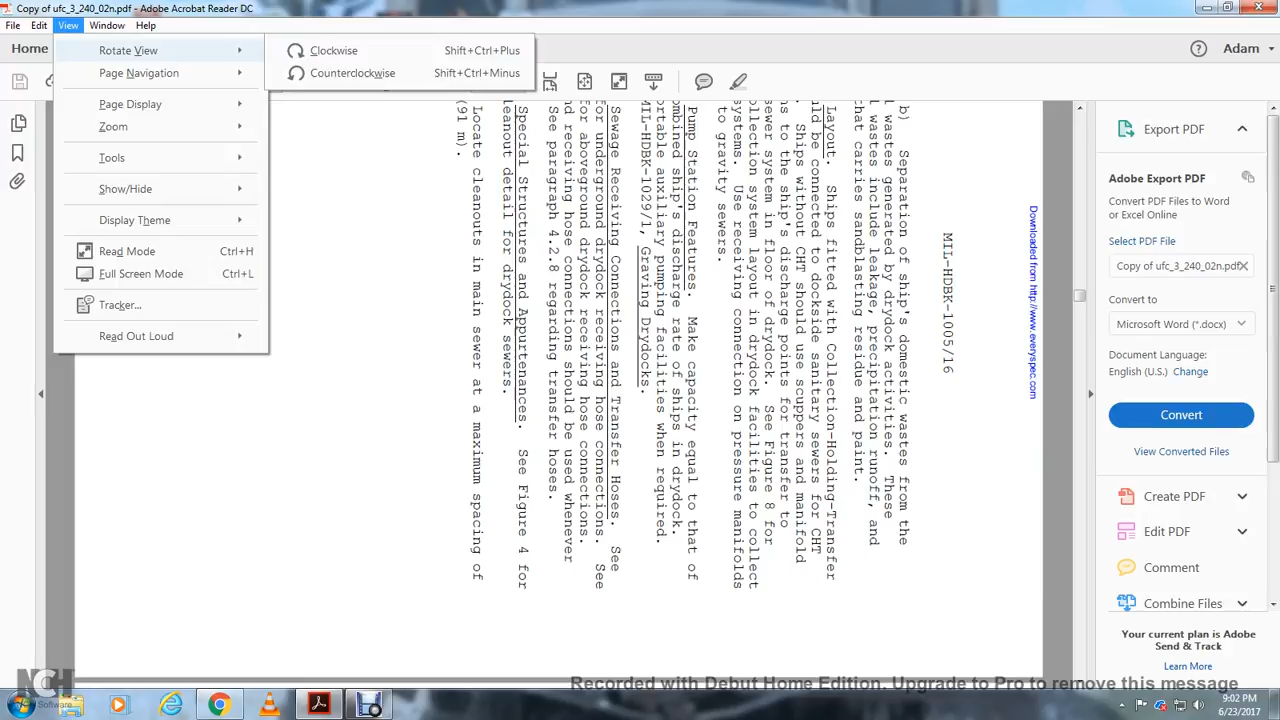 Copy of ufc_3_240_02n.pdf - Adobe Acrobat Reader DC
File Edit View Window Help
Home
Adam
Rotate View
Page Navigation
Page Display
Zoom
Tools
Show/Hide
Display Theme
Read Mode Ctrl+H
Full Screen Mode Ctrl+L
Tracker...
Read Out Loud
Clockwise Shift+Ctrl+Plus
Counterclockwise Shift+Ctrl+Minus
Downloaded from http://www.everyspec.com
MIL-HDBK-1005/16
b) Separation of ship's domestic wastes from the
l wastes generated by drydock activities. These
l wastes include leakage, precipitation runoff, and
that carries sandblasting residue and paint.
Layout. Ships fitted with Collection-Holding-Transfer
uld be connected to dockside sanitary sewers for CHT
Ships without CHT should use scuppers and manifold
ns to the ship's discharge points for transfer to
sewer system in floor of drydock. See Figure 8 for
ollection system layout in drydock facilities to collect
systems. Use receiving connection on pressure manifolds
to gravity sewers.
Pump Station Features. Make capacity equal to that of
ombined ship's discharge rate of ships in drydock.
ortable auxiliary pumping facilities when required.
MIL-HDBK-1029/1, Graving Drydocks.
Sewage Receiving Connections and Transfer Hoses. See
for underground drydock receiving hose connections. See
for aboveground drydock receiving hose connections.
nd receiving hose connections should be used whenever
See paragraph 4.2.8 regarding transfer hoses.
Special Structures and Appurtenances. See Figure 4 for
leanout detail for drydock sewers.
Locate cleanouts in main sewer at a maximum spacing of
(91 m).
Export PDF
Adobe Export PDF
Convert PDF Files to Word
or Excel Online
Select PDF File
Copy of ufc_3_240_02n.pdf
Convert to
Microsoft Word (*.docx)
Document Language:
English (U.S.) Change
Convert
View Converted Files
Create PDF
Edit PDF
Comment
Combine Files
Your current plan is Adobe
Send & Track
Learn More
NCH
Software
Recorded with Debut Home Edition. Upgrade to Pro to remove this message
9:02 PM
6/23/2017